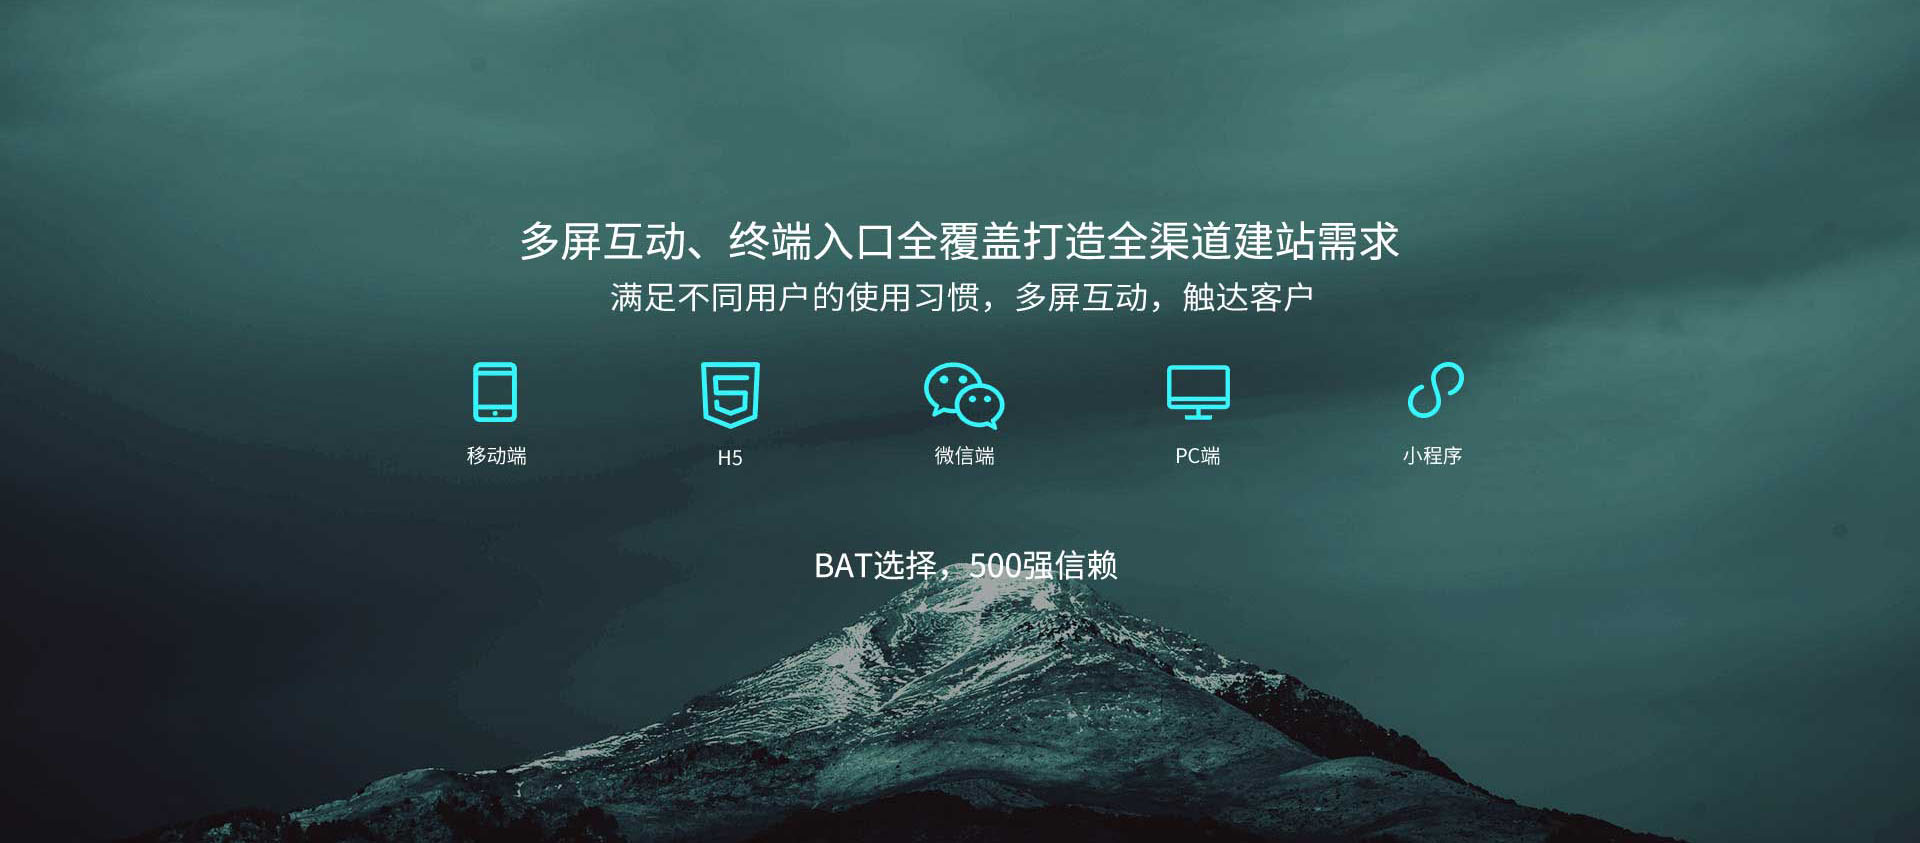 多屏互动、终端入口全覆盖打造全渠道建站需求
满足不同用户的使用习惯，多屏互动，触达客户
移动端
H5
微信端
PC端
小程序
BAT选择，500强信赖